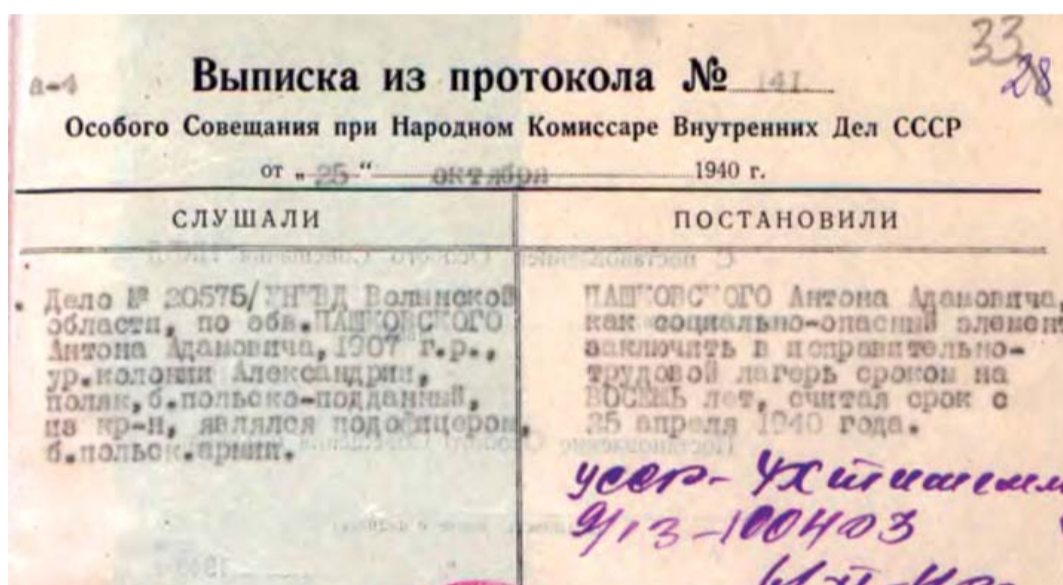 33
28
а-4
Выписка из протокола № 141
Особого Совещания при Народном Комиссаре Внутренних Дел СССР
от „25“ октября 1940 г.
СЛУШАЛИ
Дело № 20575/УНКВД Волынской
области, по обв.ПАШКОВСКОГО
Антона Адамовича, 1907 г.р.,
ур.колонии Александрия,
поляк,б.польско-подданный,
из кр-н, являлся подофицером,
б.польск.армии.
ПОСТАНОВИЛИ
ПАШКОВСКОГО Антона Адамовича
как социально-опасный элемент
заключить в исправительно-
трудовой лагерь сроком на
ВОСЕМЬ лет, считая срок с
25 апреля 1940 года.
9/13-100403